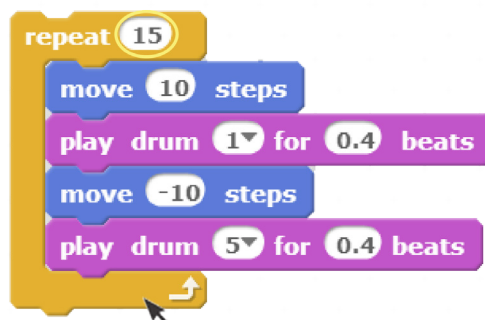 repeat 15
move 10 steps
play drum 1 for 0.4 beats
move -10 steps
play drum 5 for 0.4 beats